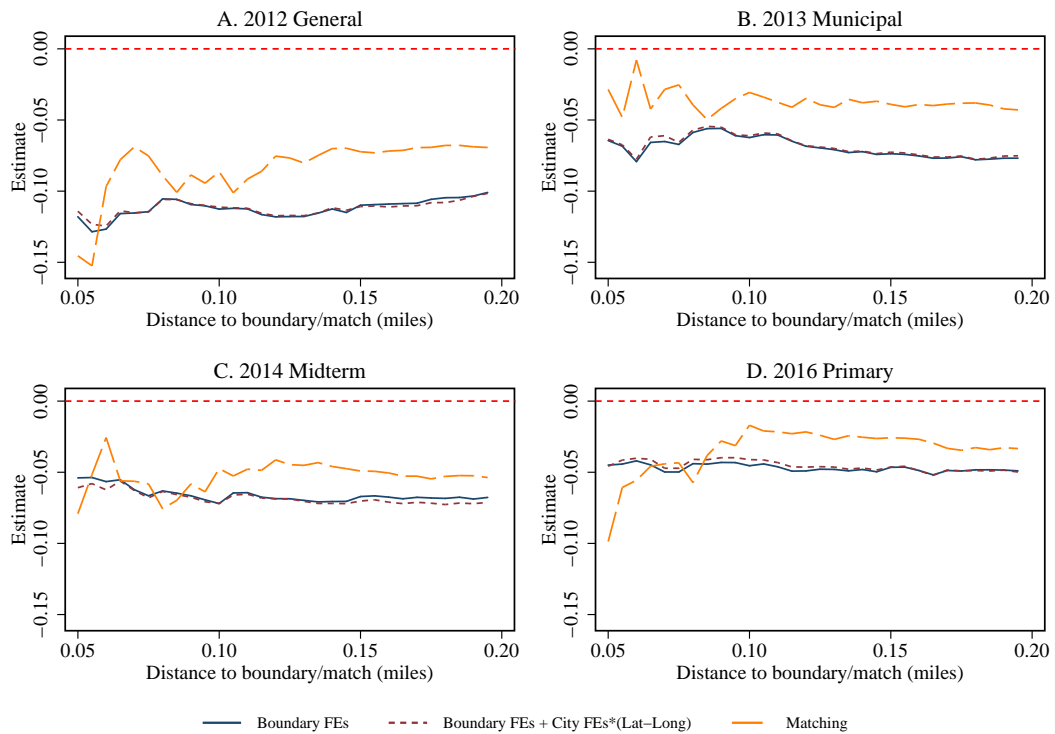 A. 2012 General
0.00
−0.05
−0.10
−0.15
Estimate
0.05
0.10
0.15
0.20
Distance to boundary/match (miles)
B. 2013 Municipal
0.00
−0.05
−0.10
−0.15
Estimate
0.05
0.10
0.15
0.20
Distance to boundary/match (miles)
C. 2014 Midterm
0.00
−0.05
−0.10
−0.15
Estimate
0.05
0.10
0.15
0.20
Distance to boundary/match (miles)
D. 2016 Primary
0.00
−0.05
−0.10
−0.15
Estimate
0.05
0.10
0.15
0.20
Distance to boundary/match (miles)
Boundary FEs
Boundary FEs + City FEs*(Lat−Long)
Matching